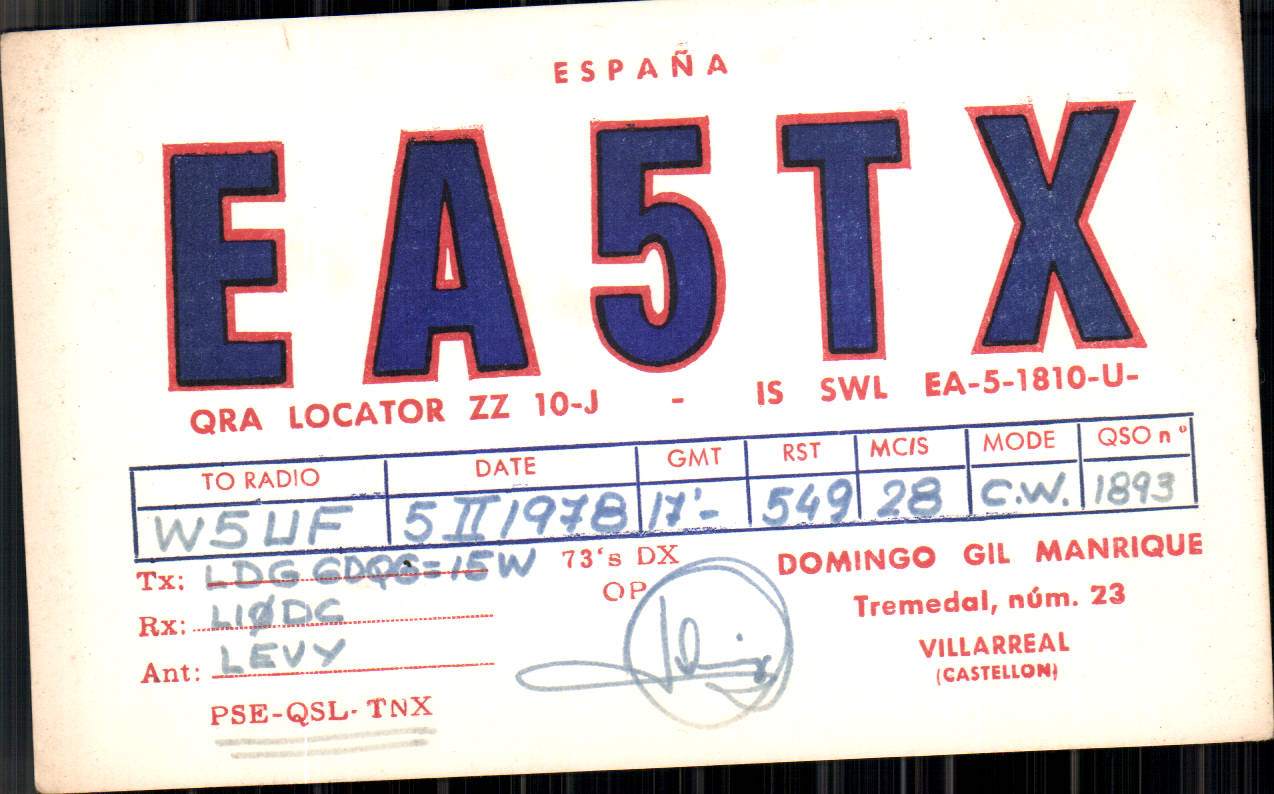 ESPAÑA
EA5TX
QRA LOCATOR ZZ 10-J - IS SWL EA-5-1810-U-
TO RADIO DATE GMT RST MC/S MODE QSO nº
W5UF 5 II 1978 17'- 549 28 C.W. 1893
Tx: LDG GDQ6=15W 73's DX
Rx: L1ØDC OP
Ant: LEVY
PSE-QSL-TNX
DOMINGO GIL MANRIQUE
Tremedal, núm. 23
VILLARREAL
(CASTELLON)